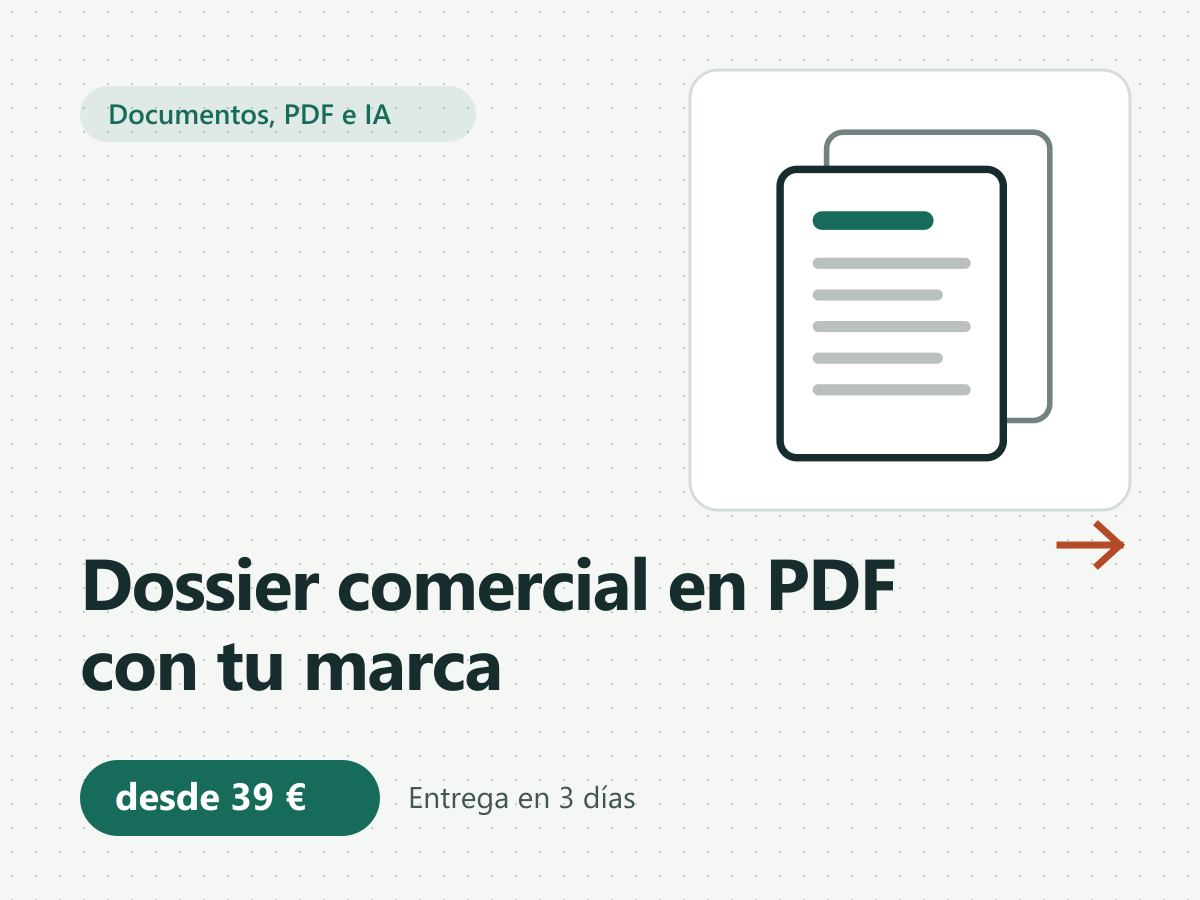 Documentos, PDF e IA
Dossier comercial en PDF
con tu marca
desde 39 €
Entrega en 3 días